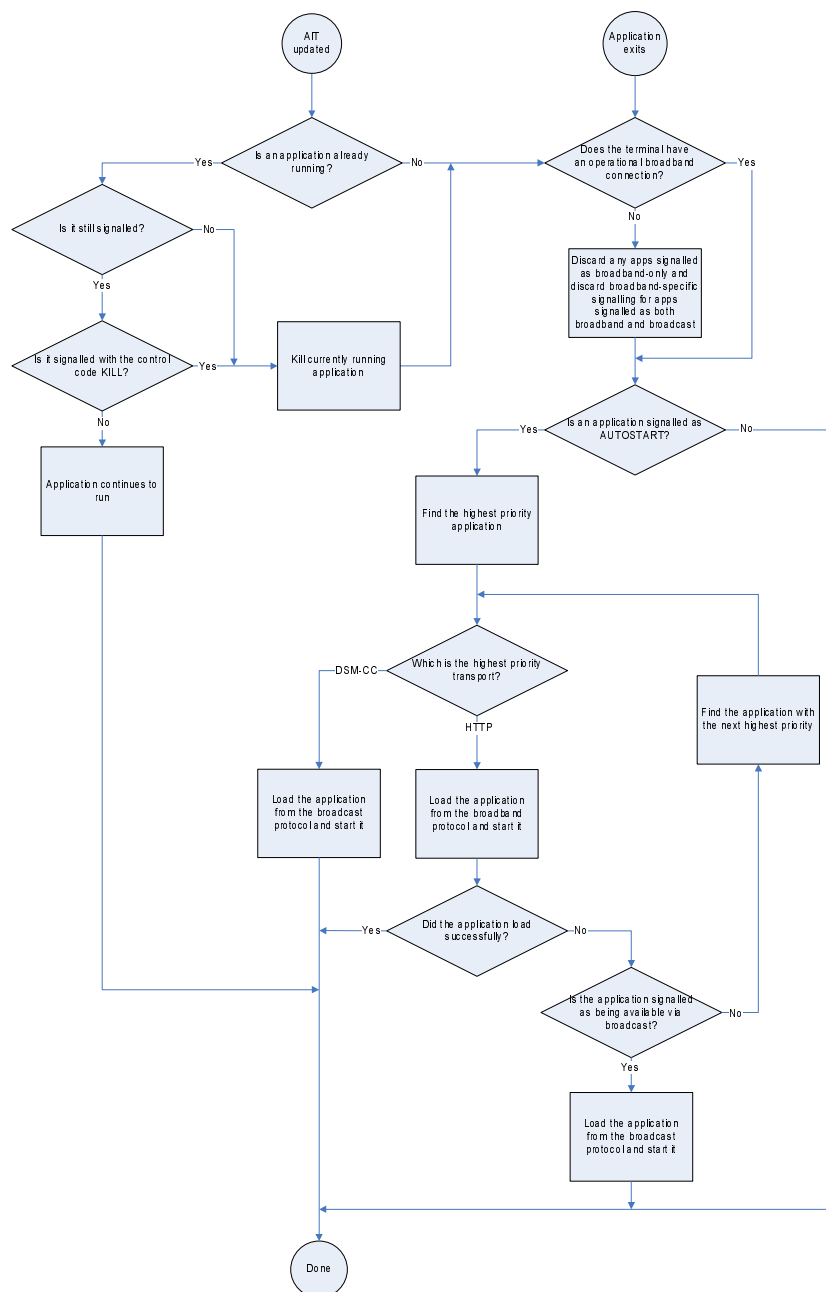 AIT
updated
Application
exits
Is an application already
running?
Yes
No
Does the terminal have
an operational broadband
connection?
Yes
No
Is it still signalled?
No
Yes
Discard any apps signalled
as broadband-only and
discard broadband-specific
signalling for apps
signalled as both
broadband and broadcast
Is it signalled with the control
code KILL?
Yes
No
Kill currently running
application
Is an application signalled as
AUTOSTART?
Yes
No
Application continues to
run
Find the highest priority
application
Which is the highest priority
transport?
DSM-CC
HTTP
Find the application with
the next highest priority
Load the application
from the broadcast
protocol and start it
Load the application
from the broadband
protocol and start it
Did the application load
successfully?
Yes
No
Is the application signalled
as being available via
broadcast?
No
Yes
Load the application
from the broadcast
protocol and start it
Done